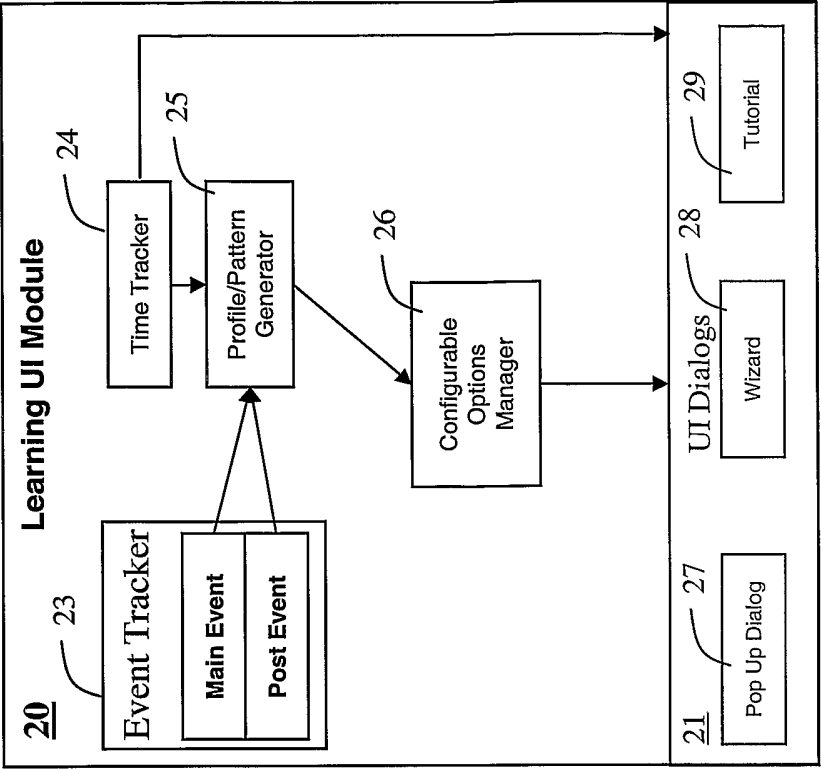 Learning UI Module
20
23
Event Tracker
Main Event
Post Event
24
Time Tracker
25
Profile/Pattern
Generator
26
Configurable
Options
Manager
UI Dialogs
21
27
Pop Up Dialog
28
Wizard
29
Tutorial